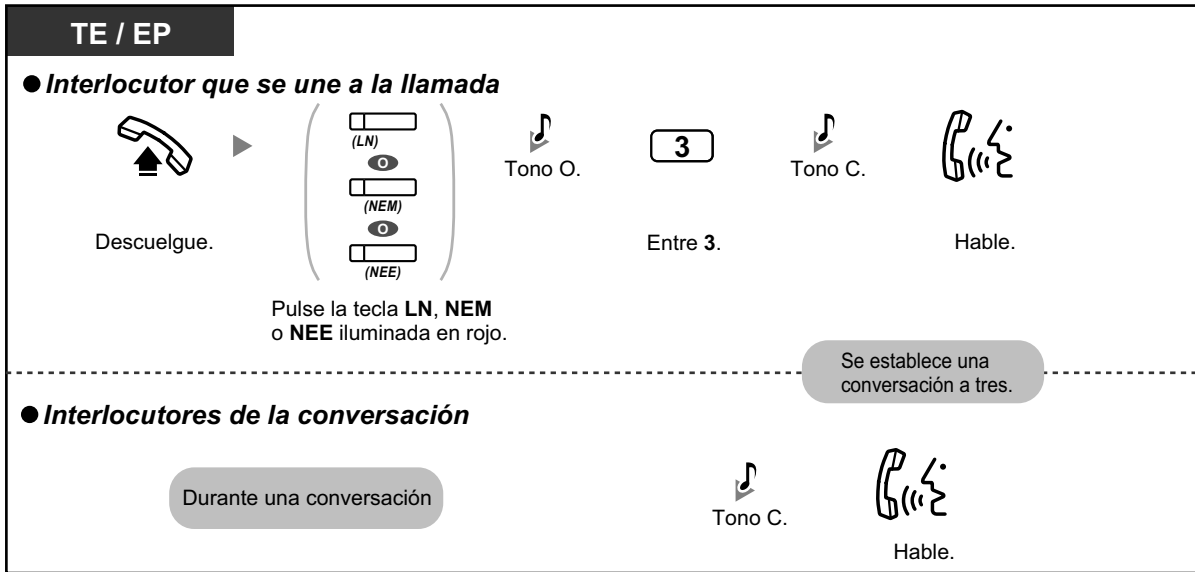 TE / EP
Interlocutor que se une a la llamada
(LN)
O
(NEM)
O
(NEE)
Descuelgue.
Pulse la tecla LN, NEM
o NEE iluminada en rojo.
Tono O.
3
Entre 3.
Tono C.
Hable.
Se establece una
conversación a tres.
Interlocutores de la conversación
Durante una conversación
Tono C.
Hable.